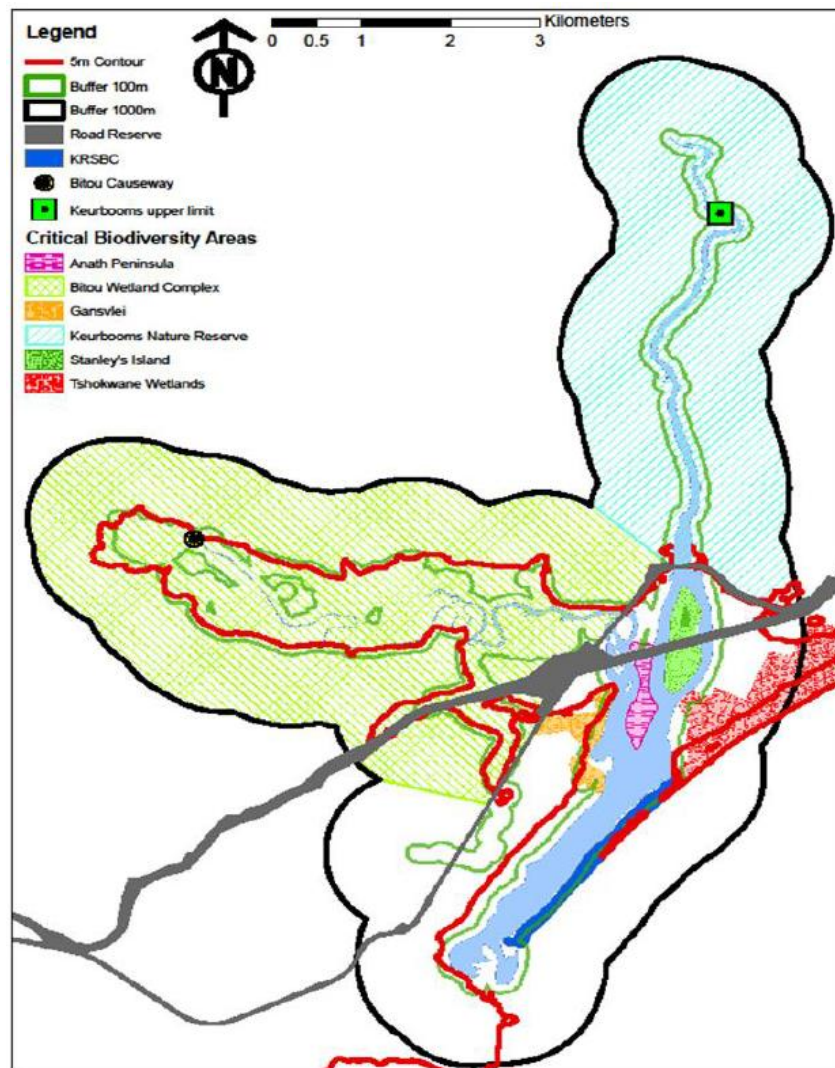 Legend
5m Contour
Buffer 100m
Buffer 1000m
Road Reserve
KRSBC
Bitou Causeway
Keurbooms upper limit
Critical Biodiversity Areas
Anath Peninsula
Bitou Wetland Complex
Gansvlei
Keurbooms Nature Reserve
Stanley's Island
Tshokwane Wetlands
N
Kilometers
0 0.5 1 2 3